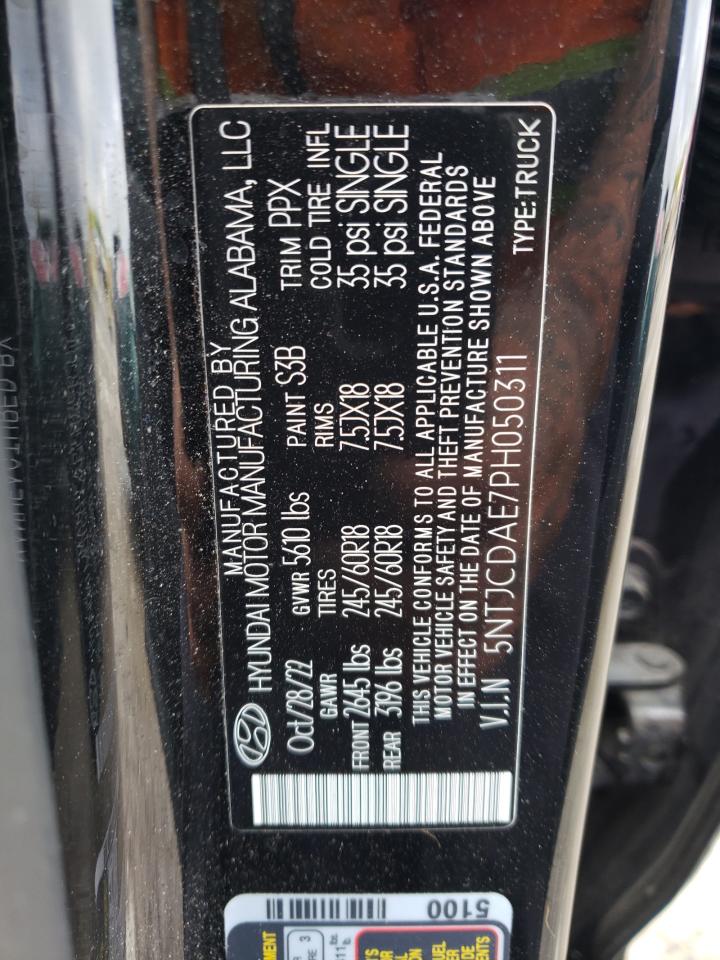 MANUFACTURED BY
HYUNDAI MOTOR MANUFACTURING ALABAMA, LLC
Oct/28/22 GVWR 5610 lbs PAINT S3B TRIM PPX
GAWR TIRES RIMS COLD TIRE INFL
FRONT 2645 lbs 245/60R18 7.5JX18 35 psi SINGLE
REAR 3196 lbs 245/60R18 7.5JX18 35 psi SINGLE
THIS VEHICLE CONFORMS TO ALL APPLICABLE U.S.A. FEDERAL
MOTOR VEHICLE SAFETY AND THEFT PREVENTION STANDARDS
IN EFFECT ON THE DATE OF MANUFACTURE SHOWN ABOVE
V.I.N 5NTJCDAE7PH050311
TYPE:TRUCK
5100